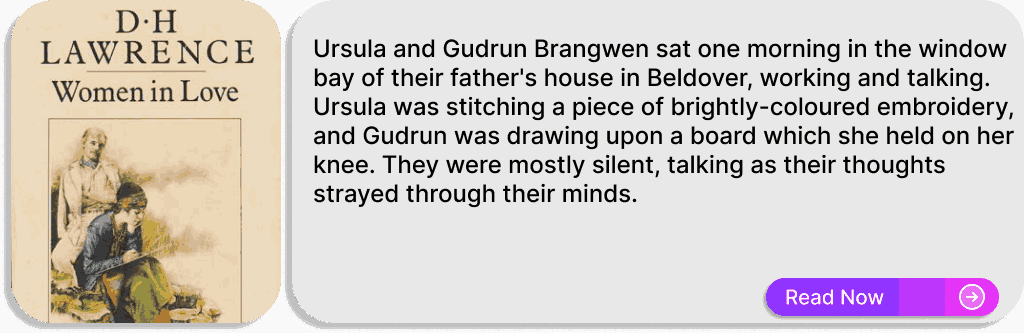 D·H
LAWRENCE
Women in Love
Ursula and Gudrun Brangwen sat one morning in the window
bay of their father's house in Beldover, working and talking.
Ursula was stitching a piece of brightly-coloured embroidery,
and Gudrun was drawing upon a board which she held on her
knee. They were mostly silent, talking as their thoughts
strayed through their minds.
Read Now